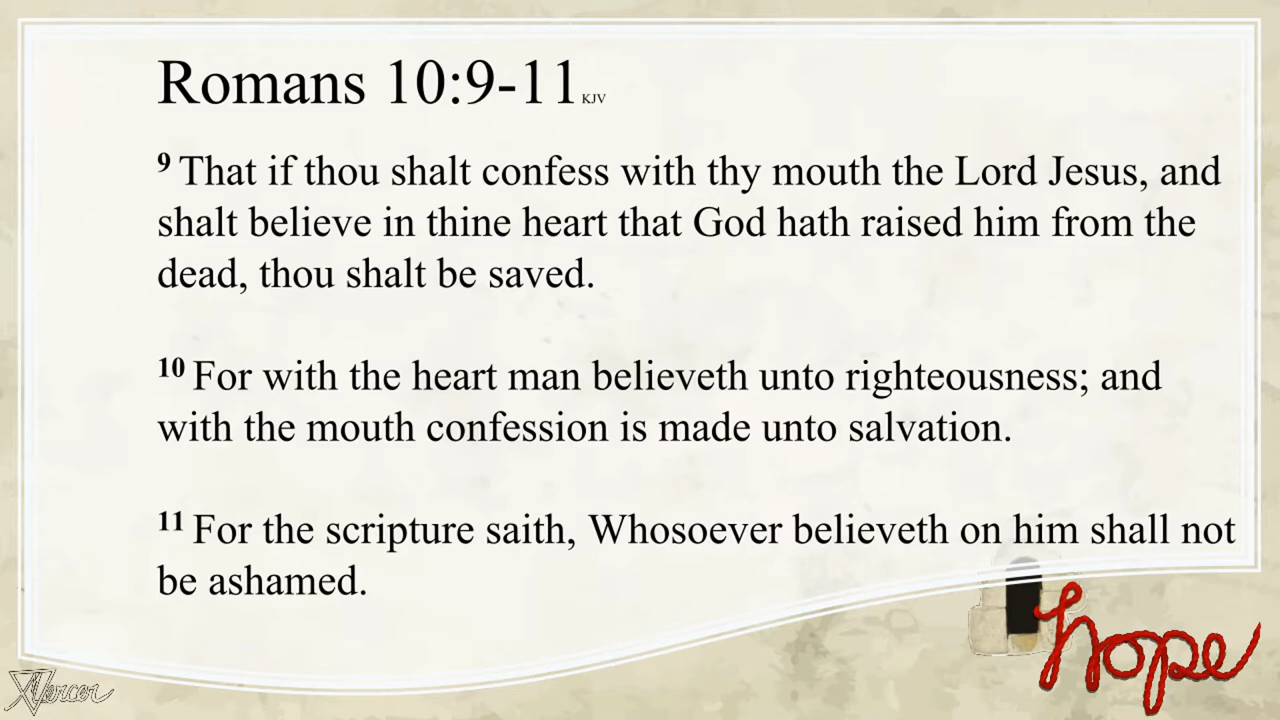 Romans 10:9-11 KJV
9 That if thou shalt confess with thy mouth the Lord Jesus, and
shalt believe in thine heart that God hath raised him from the
dead, thou shalt be saved.
10 For with the heart man believeth unto righteousness; and
with the mouth confession is made unto salvation.
11 For the scripture saith, Whosoever believeth on him shall not
be ashamed.
hope